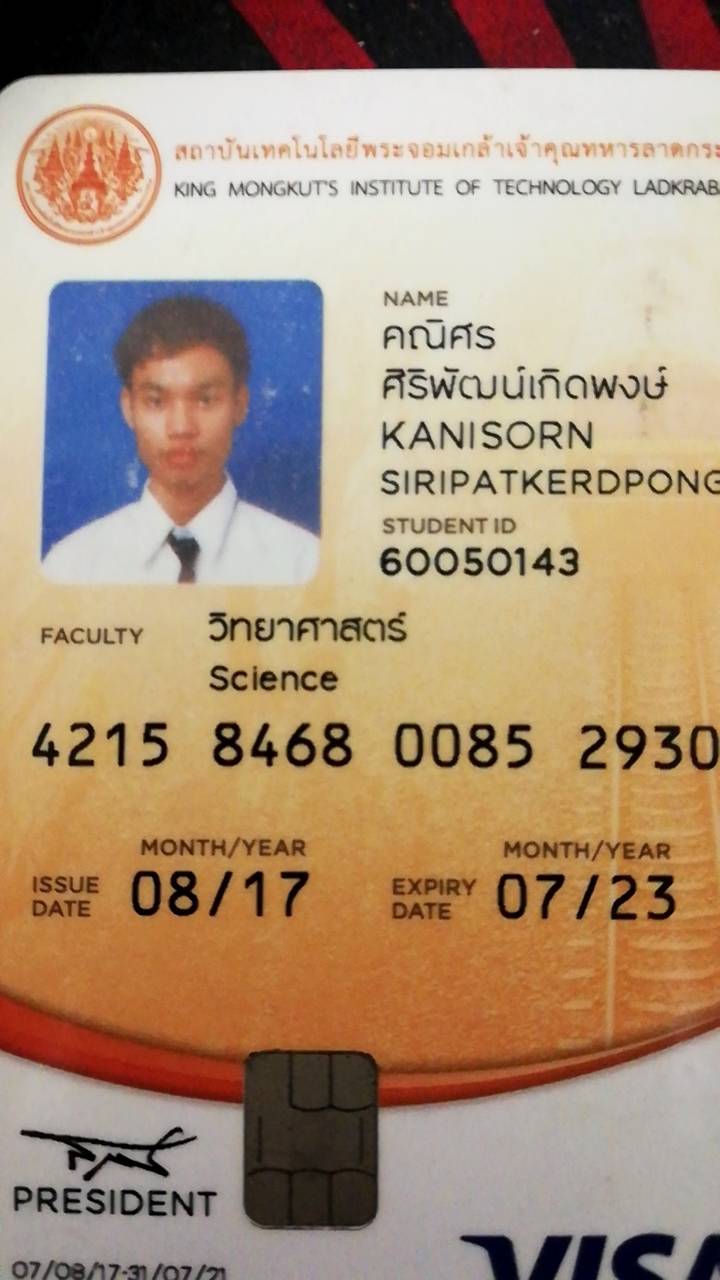 สถาบันเทคโนโลยีพระจอมเกล้าเจ้าคุณทหารลาดกระ
KING MONGKUT'S INSTITUTE OF TECHNOLOGY LADKRAB
NAME
คณิศร
ศิริพัฒน์เกิดพงษ์
KANISORN
SIRIPATKERDPONG
STUDENT ID
60050143
FACULTY วิทยาศาสตร์
Science
4215 8468 0085 2930
MONTH/YEAR MONTH/YEAR
ISSUE DATE 08/17 EXPIRY DATE 07/23
PRESIDENT
07/08/17-31/07/21
VISA